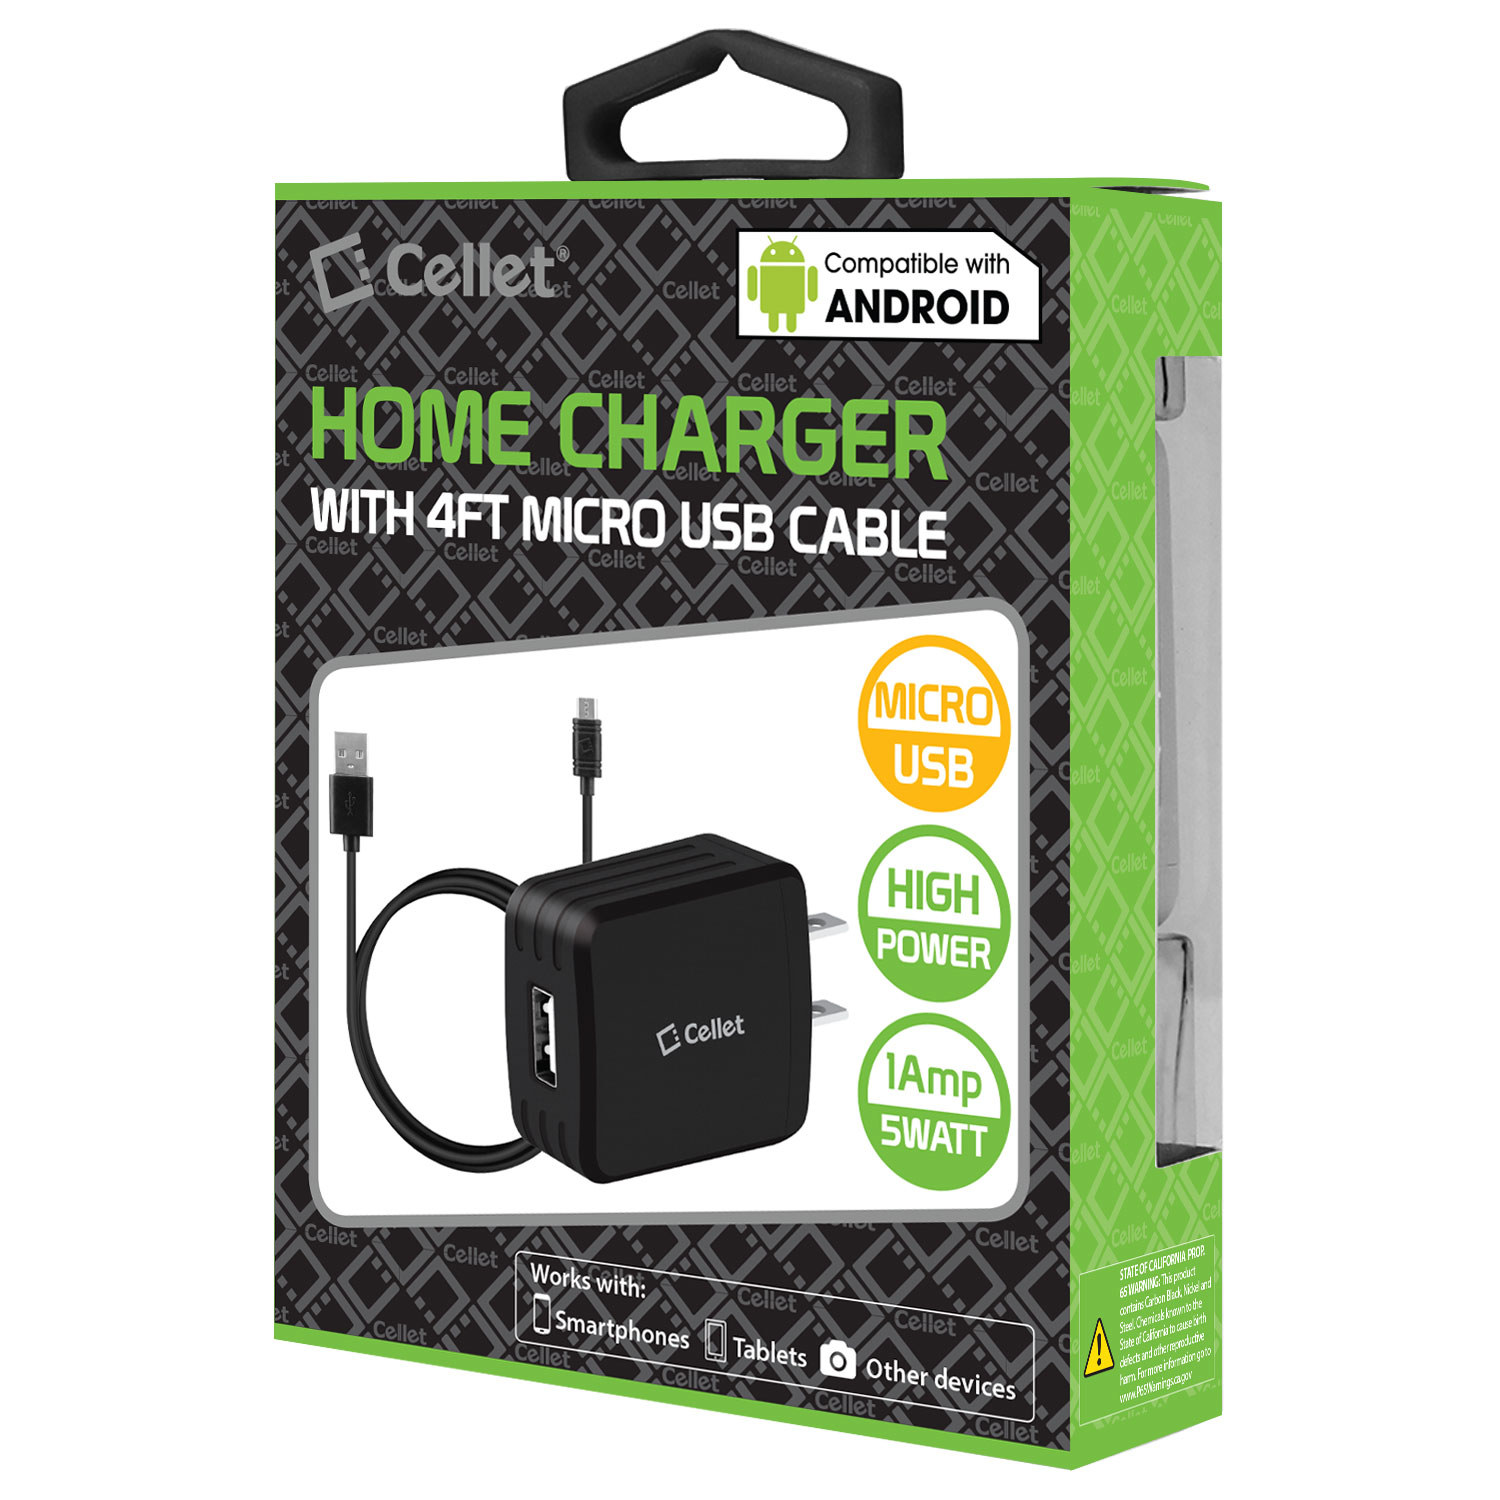 Cellet®
Compatible with
ANDROID
HOME CHARGER
WITH 4FT MICRO USB CABLE
MICRO
USB
HIGH
POWER
1Amp
5WATT
Cellet
Works with:
Smartphones
Tablets
Other devices
STATE OF CALIFORNIA PROP.
65 WARNING: This product
contains Carbon Black, Nickel and
Steel, Chemicals known to the
State of California to cause birth
defects and other reproductive
harm. For more information go to
www.P65Warnings.ca.gov